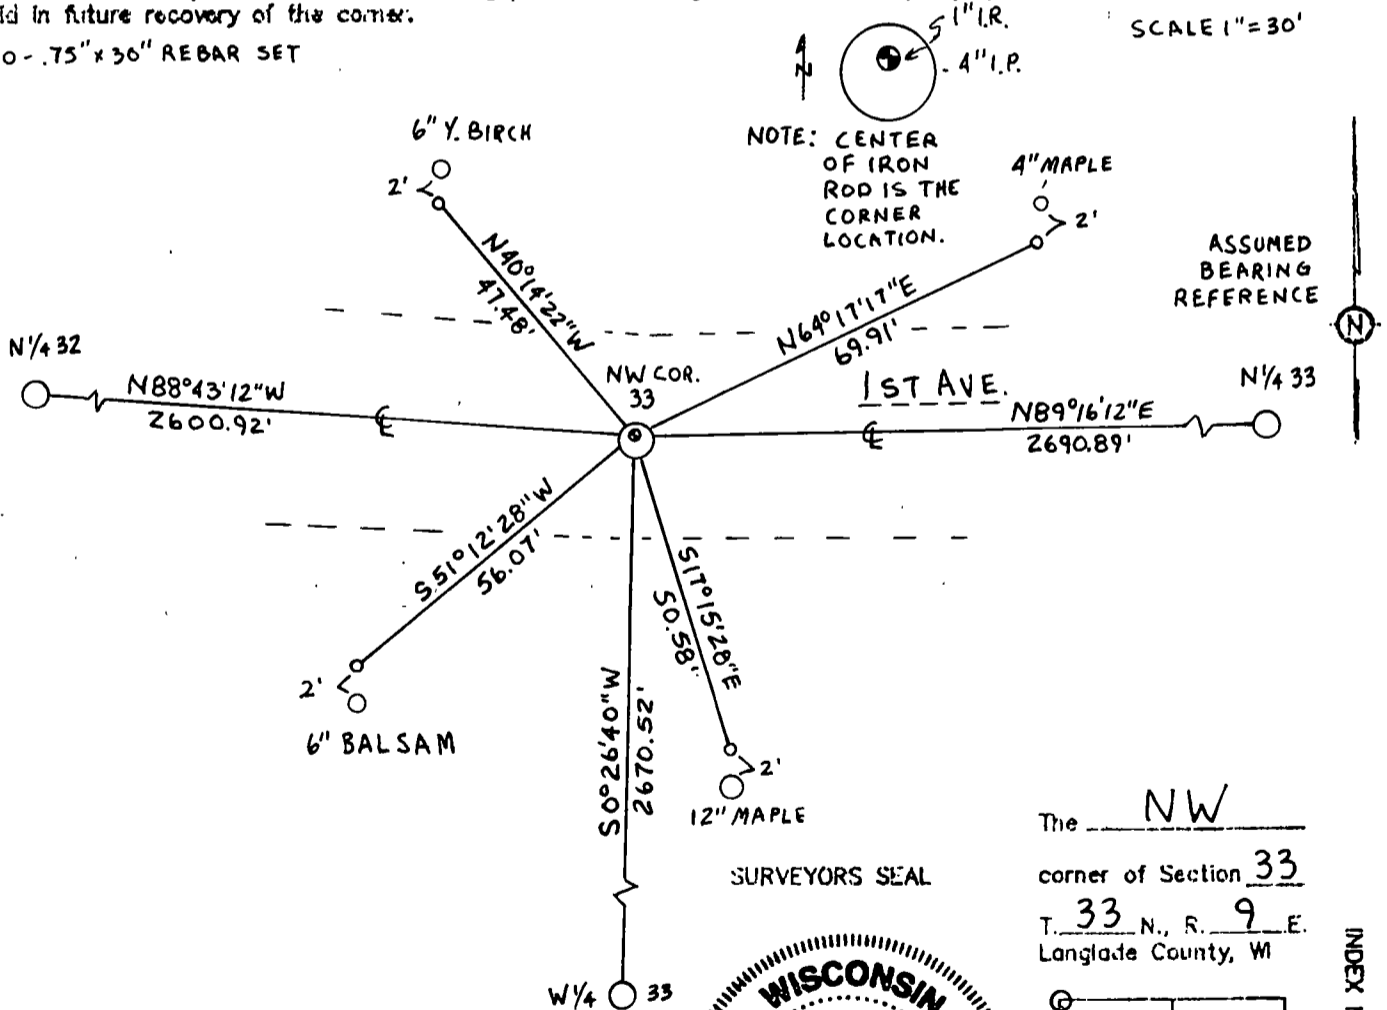 in future recovery of the corner.
O - .75" x 30" REBAR SET
1" I.R.
4" I.P.
SCALE 1" = 30'
N
NOTE: CENTER
OF IRON
ROD IS THE
CORNER
LOCATION.
6" Y. BIRCH
2'
4" MAPLE
2'
ASSUMED
BEARING
REFERENCE
N
N40°14'22"W
47.48'
N64°17'17"E
69.91'
N 1/4 32
N88°43'12"W
2600.92'
NW COR.
33
1ST AVE.
N89°16'12"E
2690.89'
N 1/4 33
℄
℄
S51°12'28"W
56.07'
S17°15'28"E
50.58'
2'
6" BALSAM
S0°26'40"W
2670.52'
2'
12" MAPLE
W 1/4 33
SURVEYORS SEAL
WISCONSIN
The NW
corner of Section 33
T. 33 N., R. 9 E.
Langlade County, WI
INDEX